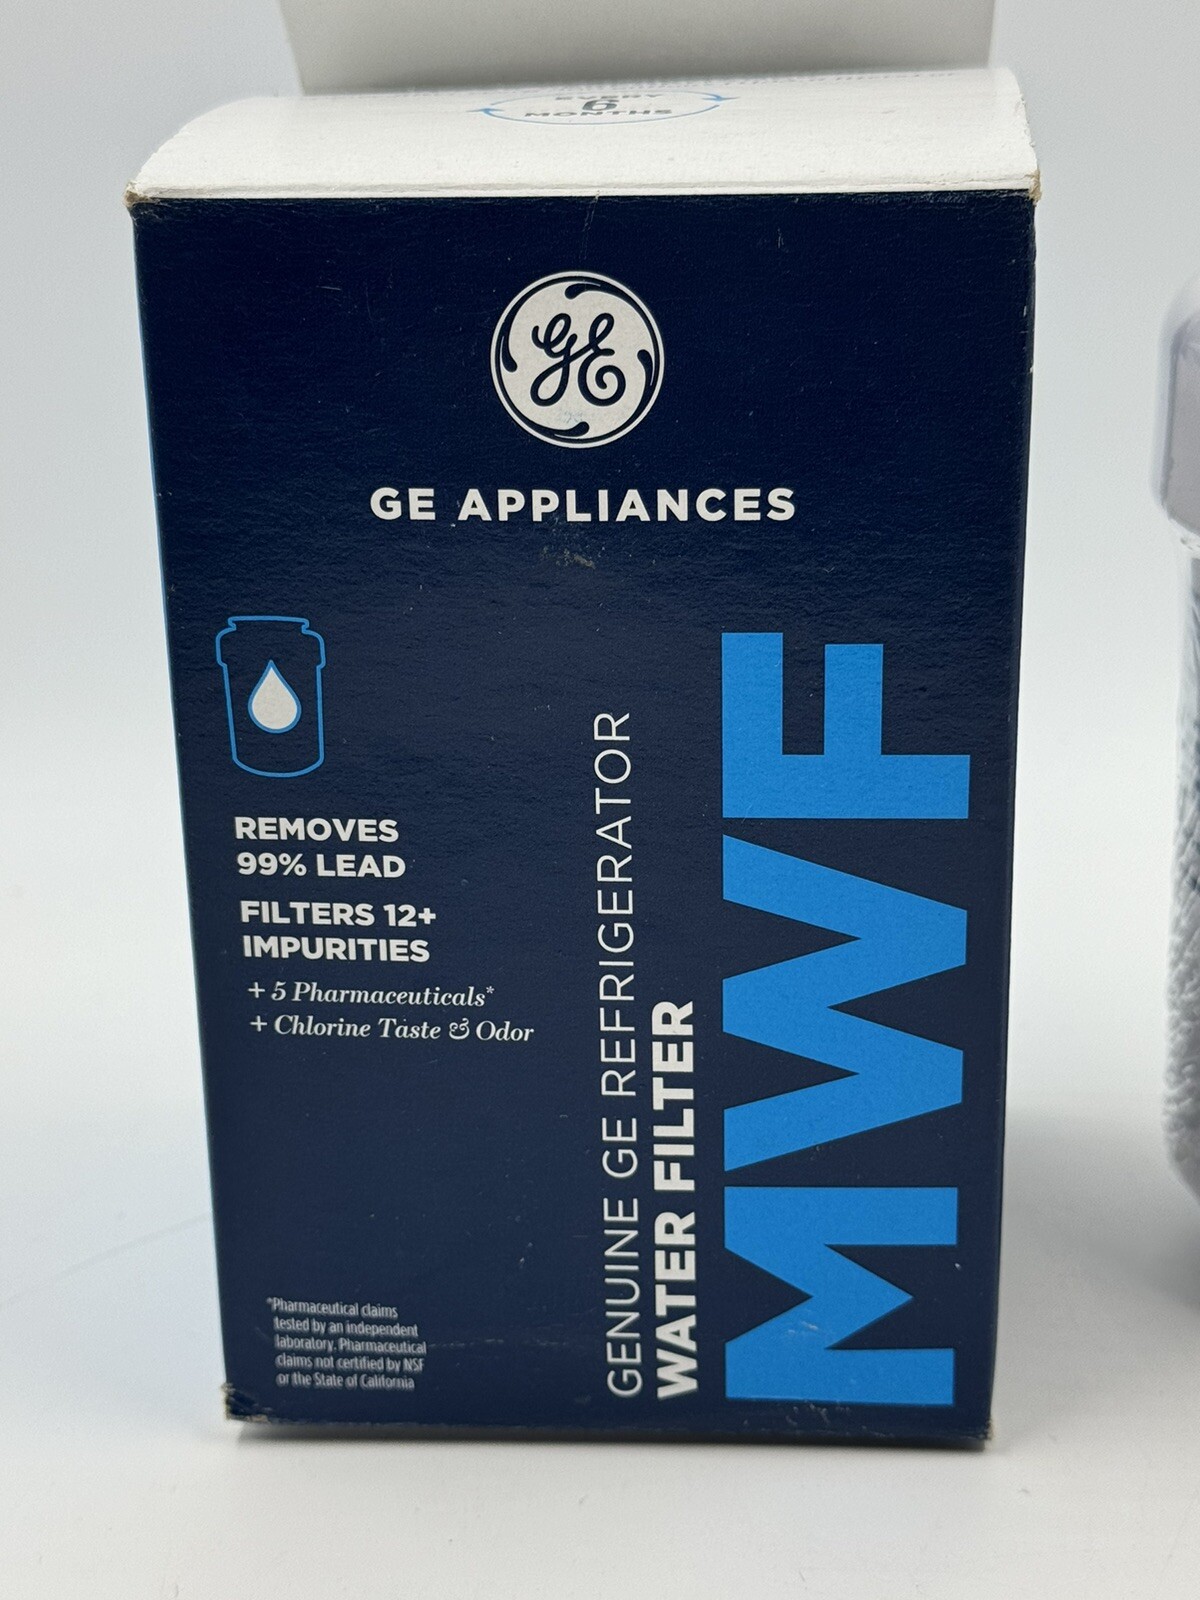 EVERY
6
MONTHS
GE
GE APPLIANCES
REMOVES
99% LEAD
FILTERS 12+
IMPURITIES
+ 5 Pharmaceuticals*
+ Chlorine Taste & Odor
GENUINE GE REFRIGERATOR
WATER FILTER
MWF
*Pharmaceutical claims
tested by an independent
laboratory. Pharmaceutical
claims not certified by NSF
or the State of California